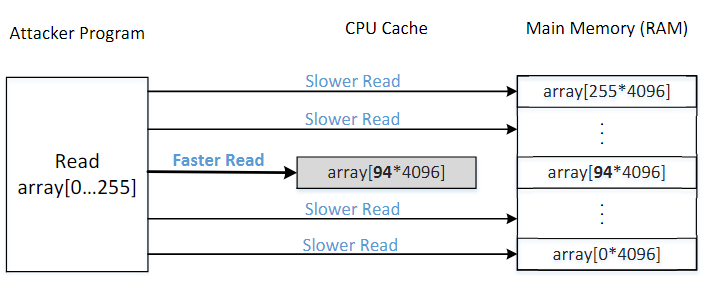 Attacker Program
CPU Cache
Main Memory (RAM)
Slower Read
array[255*4096]
Slower Read
⋮
Read
array[0...255]
Faster Read
array[94*4096]
array[94*4096]
Slower Read
⋮
Slower Read
array[0*4096]